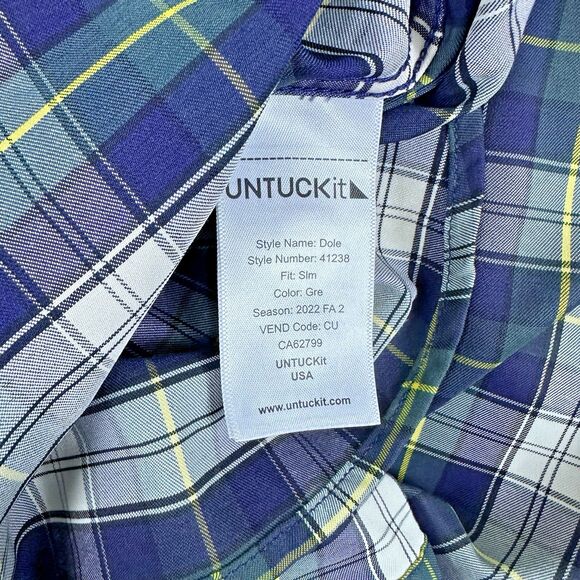 UNTUCKit
Style Name: Dole
Style Number: 41238
Fit: Slm
Color: Gre
Season: 2022 FA 2
VEND Code: CU
CA62799
UNTUCKit
USA
www.untuckit.com